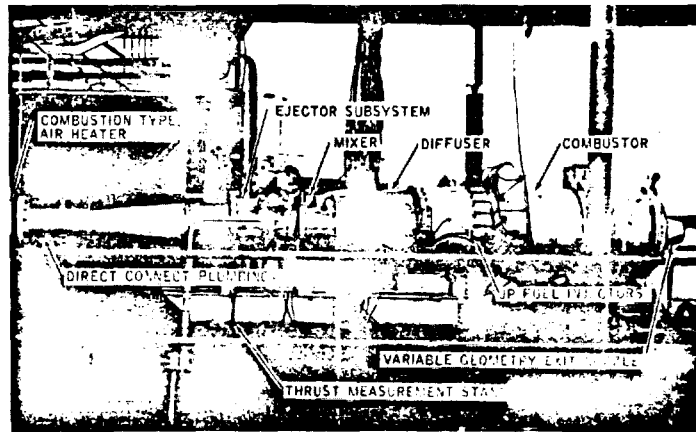 COMBUSTION TYPE
AIR HEATER
EJECTOR SUBSYSTEM
MIXER
DIFFUSER
COMBUSTOR
DIRECT CONNECT PLUMBING
JP FUEL INJECTORS
VARIABLE GEOMETRY EXIT
THRUST MEASUREMENT STAND